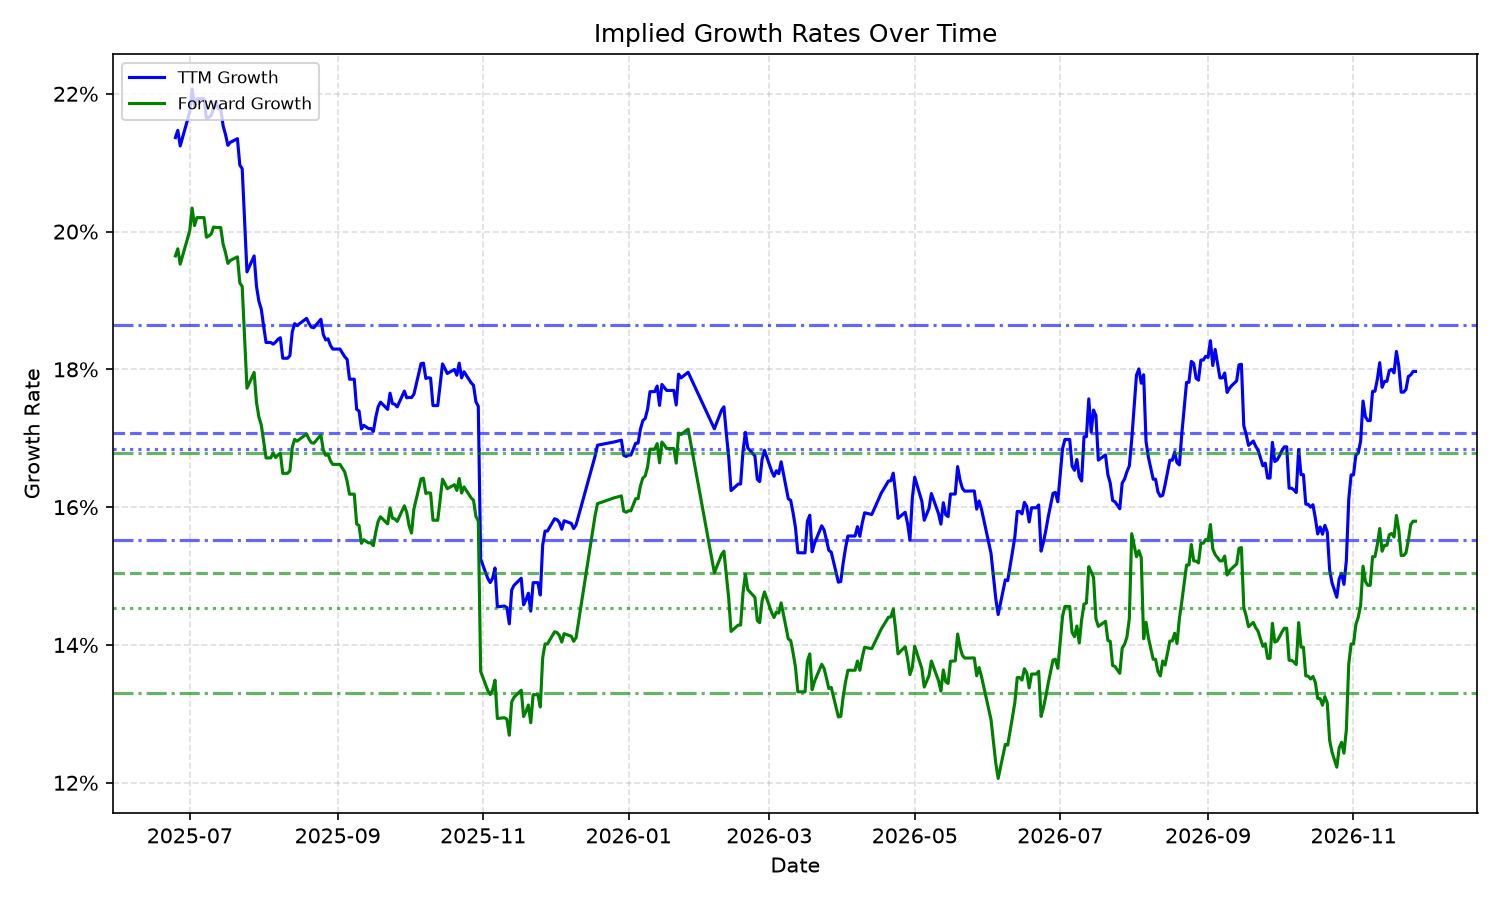 Implied Growth Rates Over Time
TTM Growth
Forward Growth
22%
20%
18%
16%
14%
12%
Growth Rate
2025-07 2025-09 2025-11 2026-01 2026-03 2026-05 2026-07 2026-09 2026-11
Date